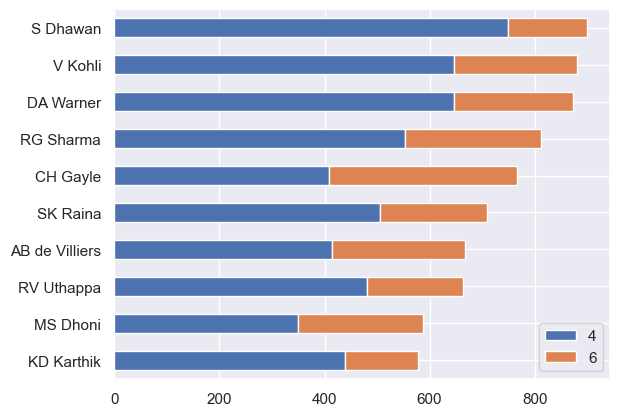 S Dhawan
V Kohli
DA Warner
RG Sharma
CH Gayle
SK Raina
AB de Villiers
RV Uthappa
MS Dhoni
KD Karthik
0 200 400 600 800
4
6